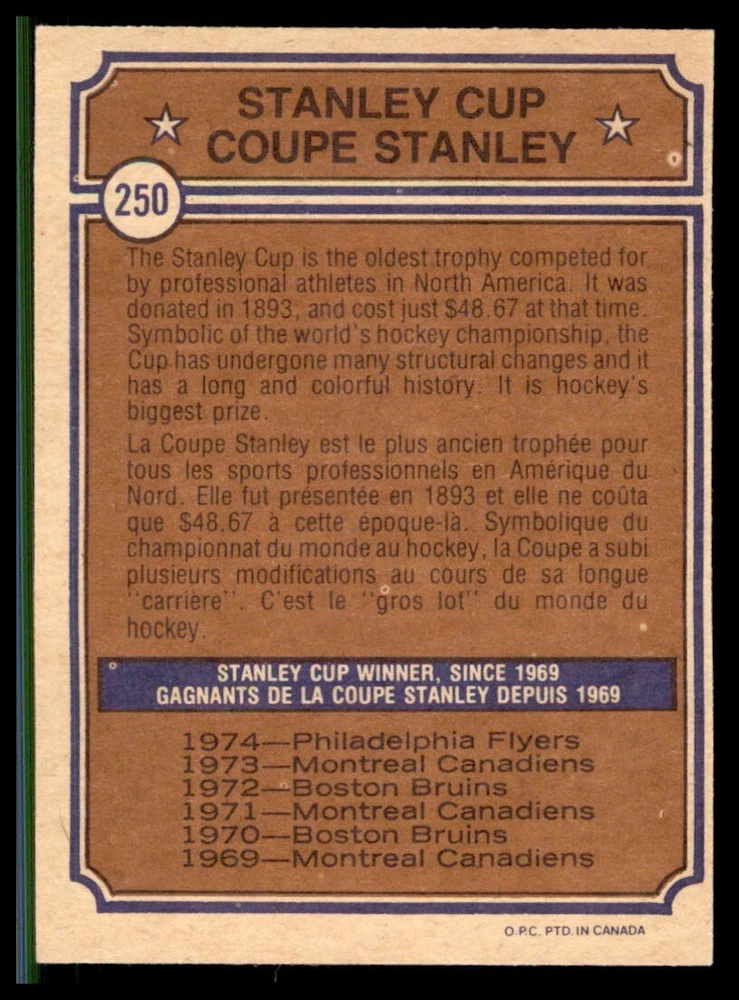 STANLEY CUP
COUPE STANLEY
250
The Stanley Cup is the oldest trophy competed for
by professional athletes in North America. It was
donated in 1893, and cost just $48.67 at that time.
Symbolic of the world's hockey championship, the
Cup has undergone many structural changes and it
has a long and colorful history. It is hockey's
biggest prize.
La Coupe Stanley est le plus ancien trophée pour
tous les sports professionnels en Amérique du
Nord. Elle fut présentée en 1893 et elle ne coûta
que $48.67 à cette époque-là. Symbolique du
championnat du monde au hockey, la Coupe a subi
plusieurs modifications au cours de sa longue
"carrière". C'est le "gros lot" du monde du
hockey.
STANLEY CUP WINNER, SINCE 1969
GAGNANTS DE LA COUPE STANLEY DEPUIS 1969
1974—Philadelphia Flyers
1973—Montreal Canadiens
1972—Boston Bruins
1971—Montreal Canadiens
1970—Boston Bruins
1969—Montreal Canadiens
O.P.C. PTD. IN CANADA